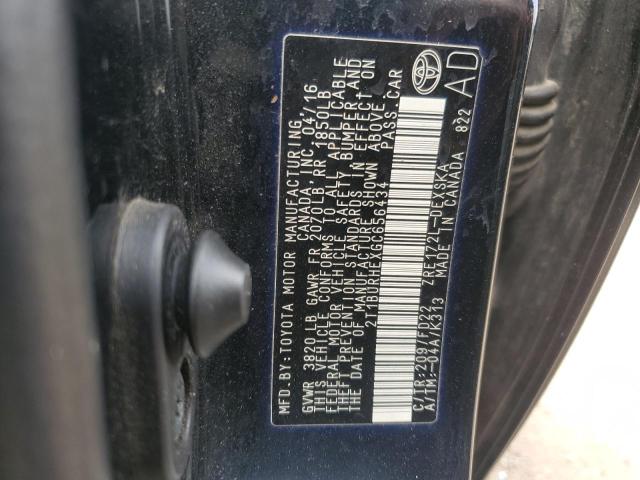 MFD.BY:TOYOTA MOTOR MANUFACTURING
CANADA, INC. 04/16
GVWR 3820 LB GAWR FR 2070LB RR 1850LB
THIS VEHICLE CONFORMS TO ALL APPLICABLE
FEDERAL MOTOR VEHICLE SAFETY BUMPER AND
THEFT PREVENTION STANDARDS IN EFFECT ON
THE DATE OF MANUFACTURE SHOWN ABOVE.
2T1BURHEXGC656434 PASS.CAR
C/TR:209/FD22 ZRE172L-DEXSKA
A/TM:-04A/K313 MADE IN CANADA 822
AD